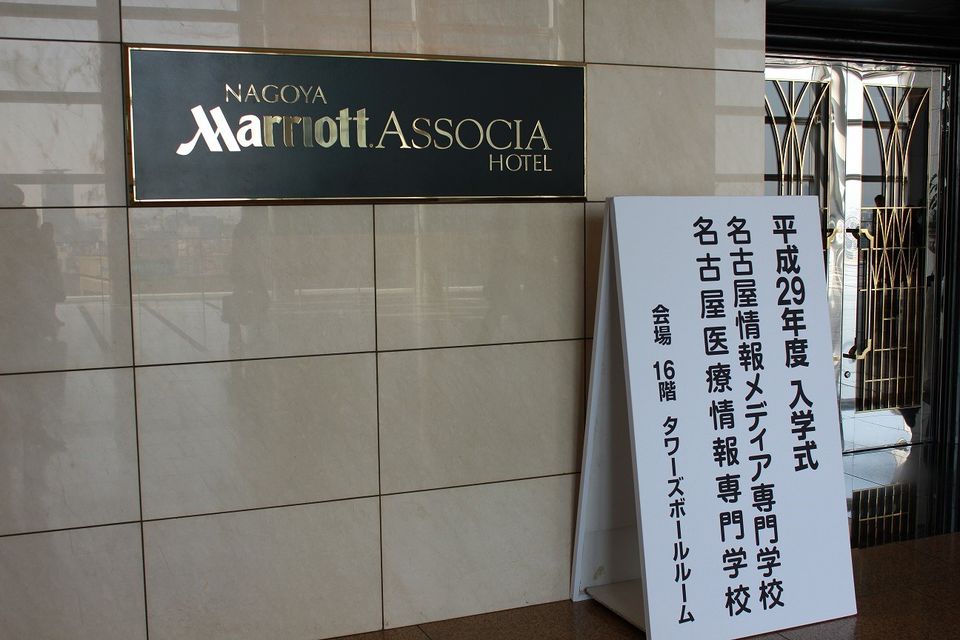 NAGOYA
Marriott. ASSOCIA
HOTEL
平成29年度 入学式
名古屋情報メディア専門学校
名古屋医療情報専門学校
会場 16階 タワーズボールルーム